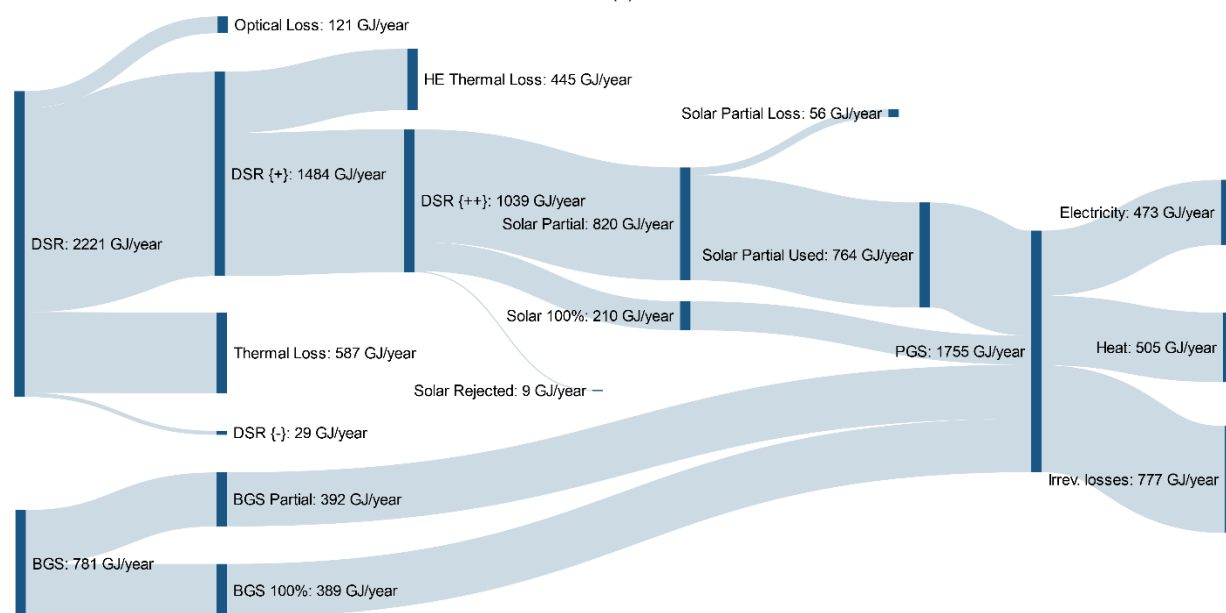 Optical Loss: 121 GJ/year
HE Thermal Loss: 445 GJ/year
Solar Partial Loss: 56 GJ/year
DSR {+}: 1484 GJ/year
DSR {++}: 1039 GJ/year
Electricity: 473 GJ/year
Solar Partial: 820 GJ/year
DSR: 2221 GJ/year
Solar Partial Used: 764 GJ/year
Solar 100%: 210 GJ/year
Heat: 505 GJ/year
Thermal Loss: 587 GJ/year
PGS: 1755 GJ/year
Solar Rejected: 9 GJ/year
DSR {-}: 29 GJ/year
Irrev. losses: 777 GJ/year
BGS Partial: 392 GJ/year
BGS: 781 GJ/year
BGS 100%: 389 GJ/year